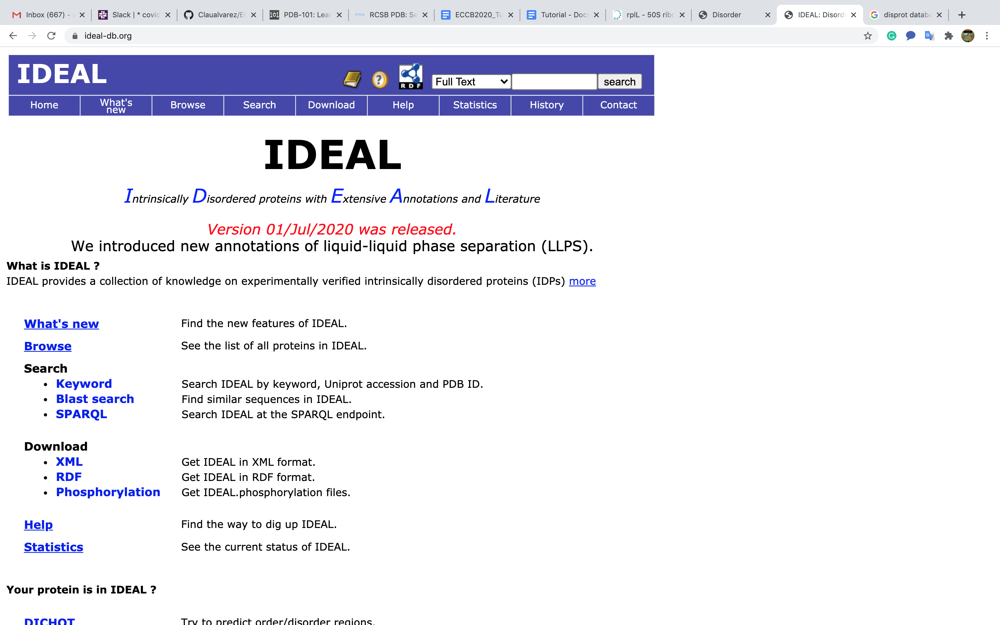 Inbox (667) - s
Slack | * covid
Claualvarez/EC
101 PDB-101: Lear
PDB RCSB PDB: Se
ECCB2020_Tu
Tutorial - Docu
rplL - 50S ribo
Disorder
IDEAL: Disorde
disprot databa
ideal-db.org
IDEAL
RDF
Full Text
search
Home
What's new
Browse
Search
Download
Help
Statistics
History
Contact
IDEAL
Intrinsically Disordered proteins with Extensive Annotations and Literature
Version 01/Jul/2020 was released.
We introduced new annotations of liquid-liquid phase separation (LLPS).
What is IDEAL ?
IDEAL provides a collection of knowledge on experimentally verified intrinsically disordered proteins (IDPs) more
What's new Find the new features of IDEAL.
Browse See the list of all proteins in IDEAL.
Search
• Keyword Search IDEAL by keyword, Uniprot accession and PDB ID.
• Blast search Find similar sequences in IDEAL.
• SPARQL Search IDEAL at the SPARQL endpoint.
Download
• XML Get IDEAL in XML format.
• RDF Get IDEAL in RDF format.
• Phosphorylation Get IDEAL.phosphorylation files.
Help Find the way to dig up IDEAL.
Statistics See the current status of IDEAL.
Your protein is in IDEAL ?
DICHOT Try to predict order/disorder regions.